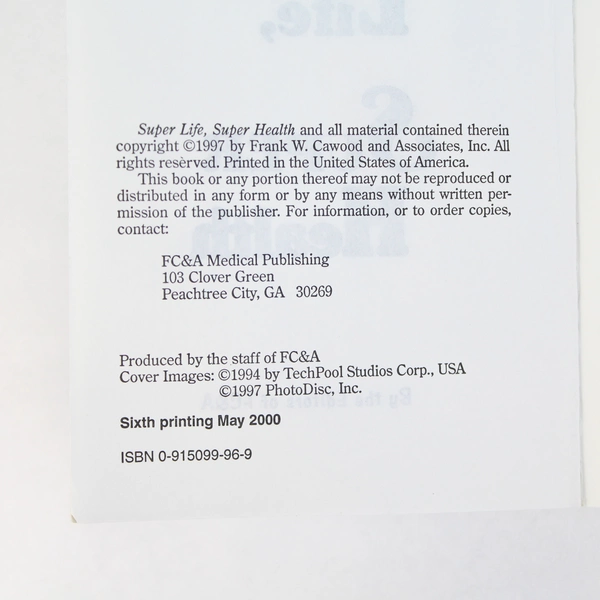 Super Life, Super Health and all material contained therein
copyright ©1997 by Frank W. Cawood and Associates, Inc. All
rights reserved. Printed in the United States of America.
This book or any portion thereof may not be reproduced or
distributed in any form or by any means without written per-
mission of the publisher. For information, or to order copies,
contact:
FC&A Medical Publishing
103 Clover Green
Peachtree City, GA 30269
Produced by the staff of FC&A
Cover Images: ©1994 by TechPool Studios Corp., USA
©1997 PhotoDisc, Inc.
Sixth printing May 2000
ISBN 0-915099-96-9